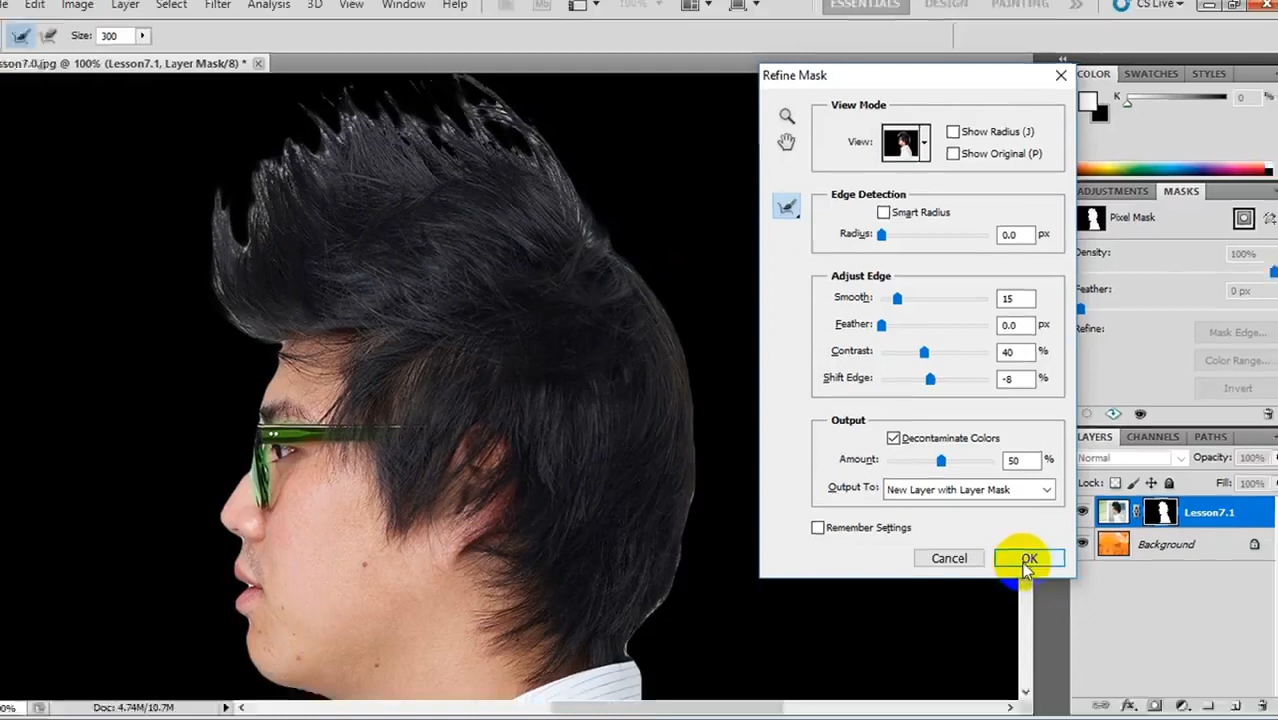 Edit Image Layer Select Filter Analysis 3D View Window Help
ESSENTIALS DESIGN PAINTING CS Live
Size: 300
sson7.0.jpg @ 100% (Lesson7.1, Layer Mask/8) *
Refine Mask
View Mode
View:
Show Radius (J)
Show Original (P)
Edge Detection
Smart Radius
Radius: 0.0 px
Adjust Edge
Smooth: 15
Feather: 0.0 px
Contrast: 40 %
Shift Edge: -8 %
Output
Decontaminate Colors
Amount: 50 %
Output To: New Layer with Layer Mask
Remember Settings
Cancel OK
COLOR SWATCHES STYLES
K 0 %
ADJUSTMENTS MASKS
Pixel Mask
Density: 100%
Feather: 0 px
Refine: Mask Edge...
Color Range...
Invert
LAYERS CHANNELS PATHS
Normal Opacity: 100%
Lock: Fill: 100%
Lesson7.1
Background
Doc: 4.74M/10.7M